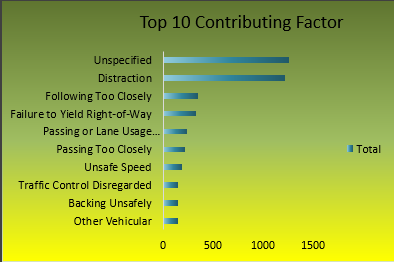 Top 10 Contributing Factor
Unspecified
Distraction
Following Too Closely
Failure to Yield Right-of-Way
Passing or Lane Usage...
Passing Too Closely
Total
Unsafe Speed
Traffic Control Disregarded
Backing Unsafely
Other Vehicular
0 500 1000 1500